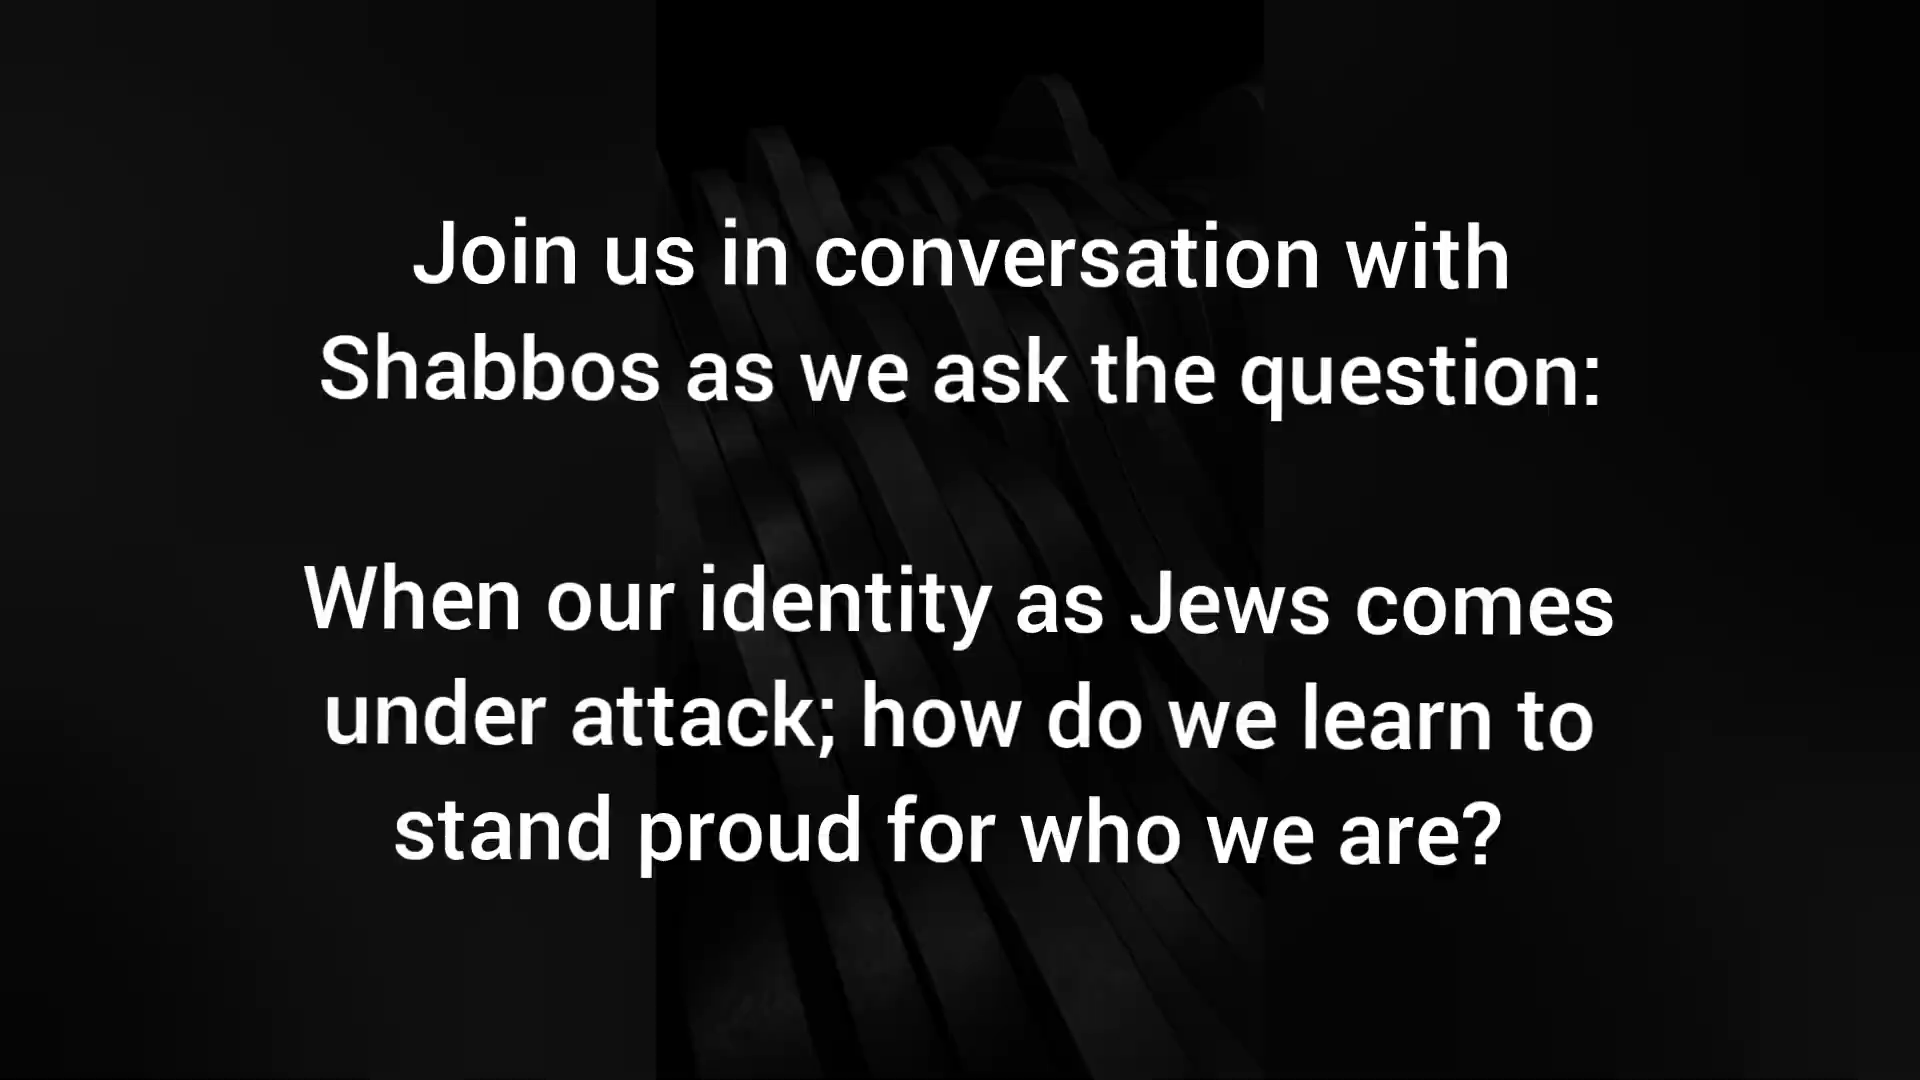 Join us in conversation with
Shabbos as we ask the question:
When our identity as Jews comes
under attack; how do we learn to
stand proud for who we are?